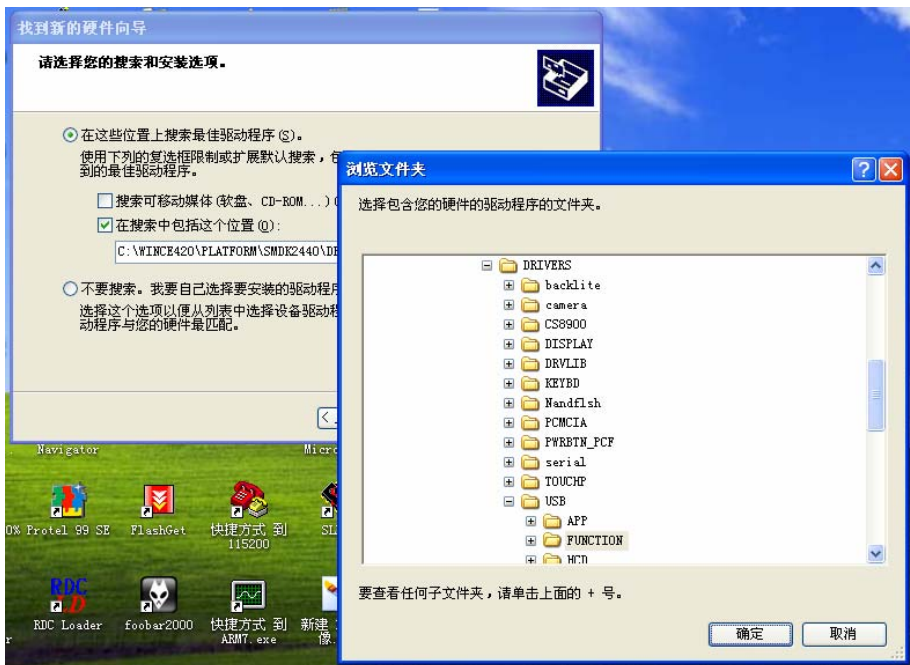 找到新的硬件向导
请选择您的搜索和安装选项。
在这些位置上搜索最佳驱动程序(S)。
使用下列的复选框限制或扩展默认搜索，
到的最佳驱动程序。
搜索可移动媒体(软盘、CD-ROM...)
在搜索中包括这个位置(O):
C:\WINCE420\PLATFORM\SMDK2440\
不要搜索。我要自己选择要安装的驱动程
选择这个选项以便从列表中选择设备驱动
动程序与您的硬件最匹配。
浏览文件夹
选择包含您的硬件的驱动程序的文件夹。
DRIVERS
backlite
camera
CS8900
DISPLAY
DRVLIB
KEYBD
Nandflsh
PCMCIA
PWRBTN_PCF
serial
TOUCHP
USB
APP
FUNCTION
HCD
要查看任何子文件夹，请单击上面的 + 号。
确定
取消
Navigator
Micro
Protel 99 SE
FlashGet
快捷方式 到
115200
RDC Loader
foobar2000
快捷方式 到
ARM7.exe
新建
像.